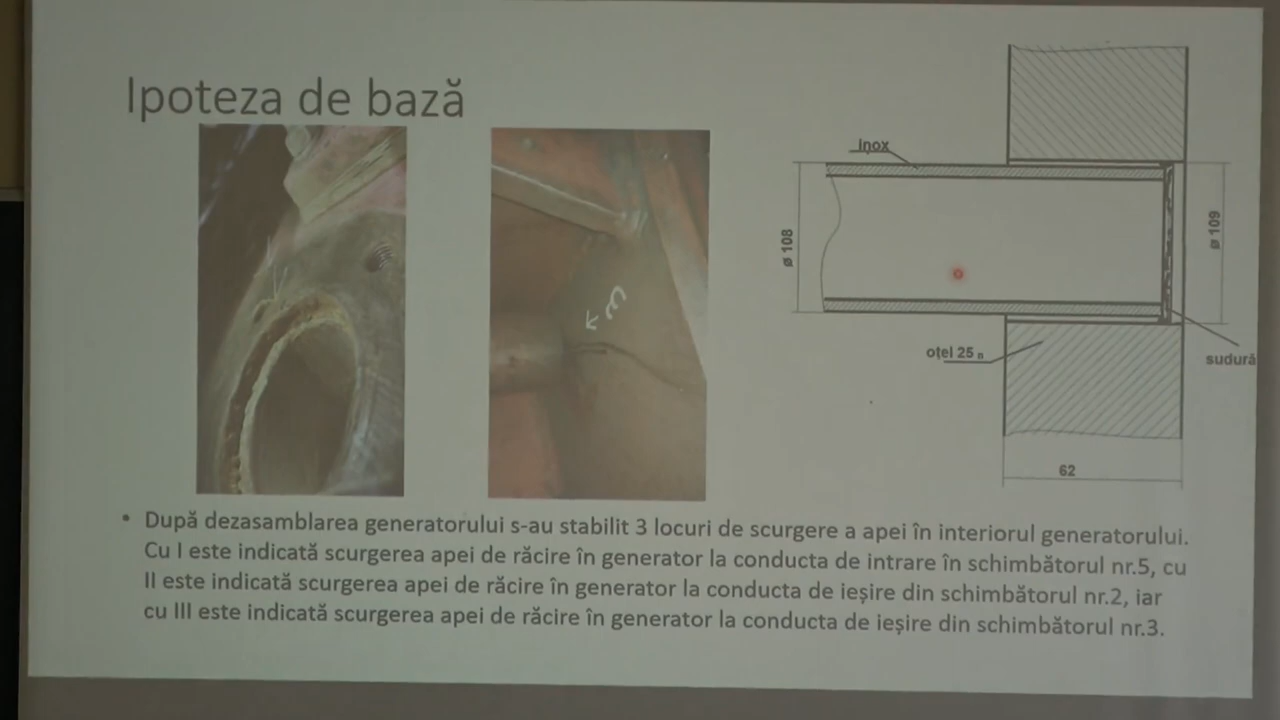 Ipoteza de bază
inox
ø 108
ø 109
oțel 25 n
sudură
62
• După dezasamblarea generatorului s-au stabilit 3 locuri de scurgere a apei în interiorul generatorului.
Cu I este indicată scurgerea apei de răcire în generator la conducta de intrare în schimbătorul nr.5, cu
II este indicată scurgerea apei de răcire în generator la conducta de ieșire din schimbătorul nr.2, iar
cu III este indicată scurgerea apei de răcire în generator la conducta de ieșire din schimbătorul nr.3.